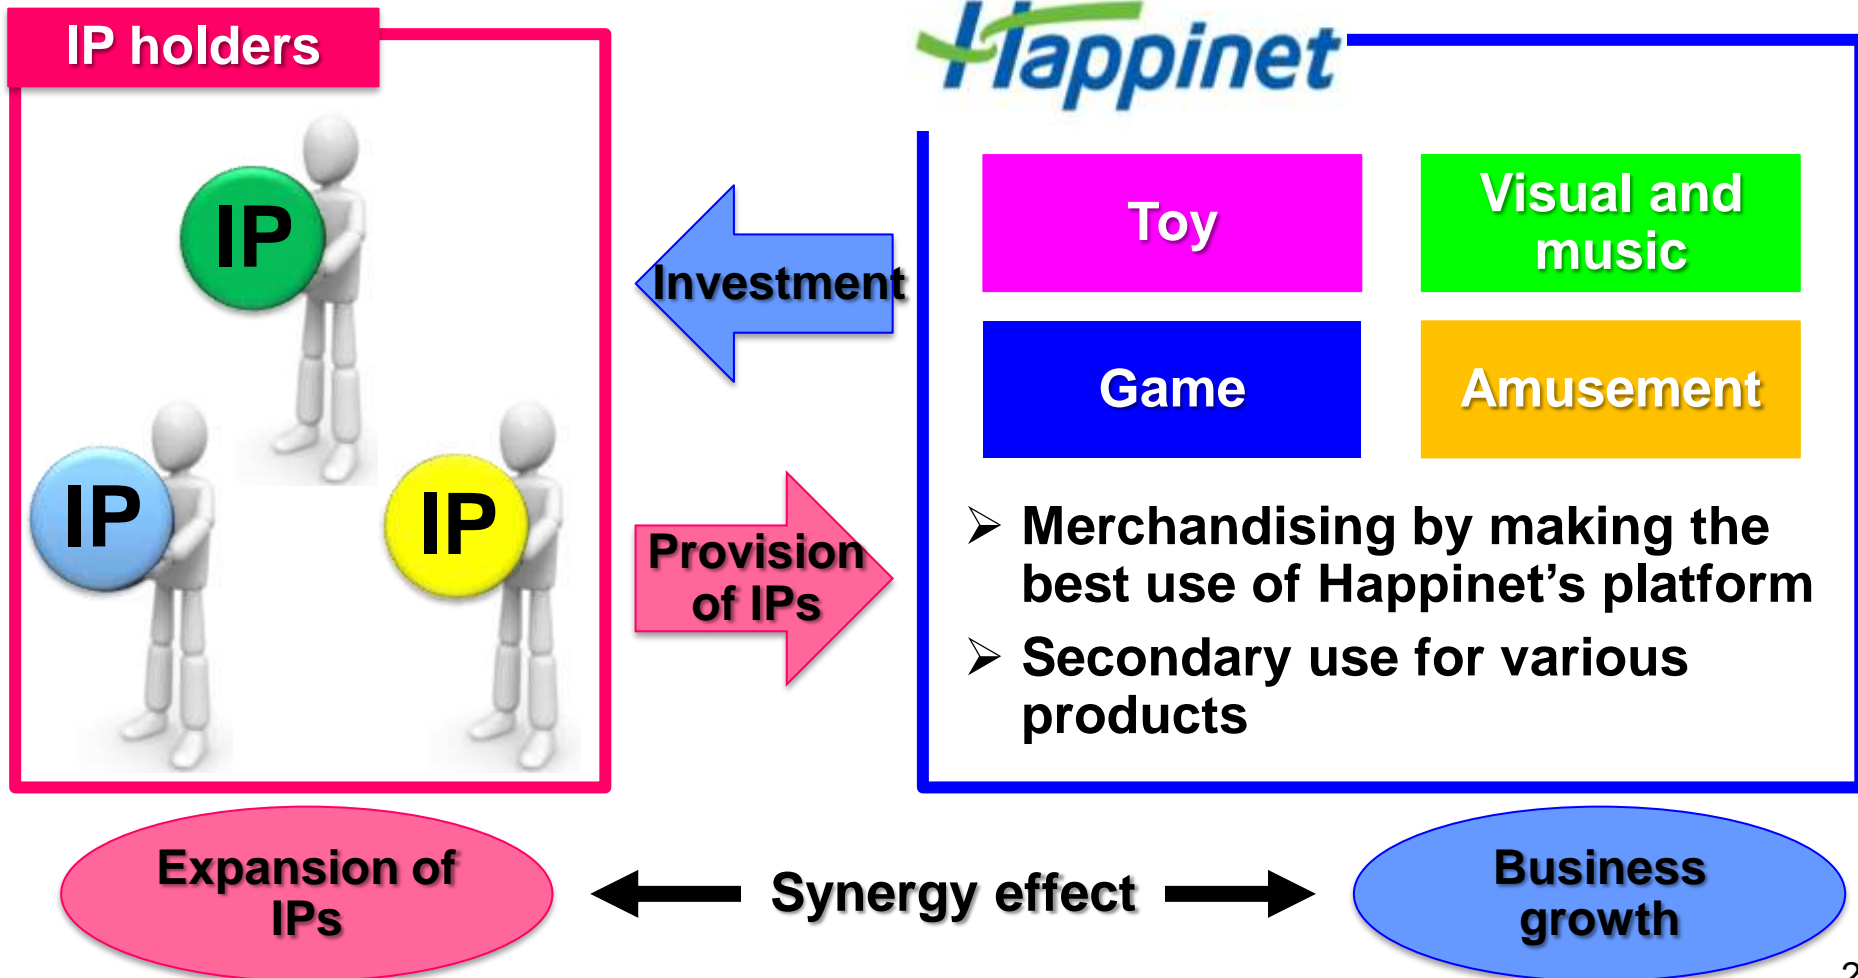 IP holders
Happinet
IP
IP
IP
Investment
Provision
of IPs
Toy
Visual and
music
Game
Amusement
➢ Merchandising by making the
best use of Happinet’s platform
➢ Secondary use for various
products
Expansion of
IPs
Synergy effect
Business
growth